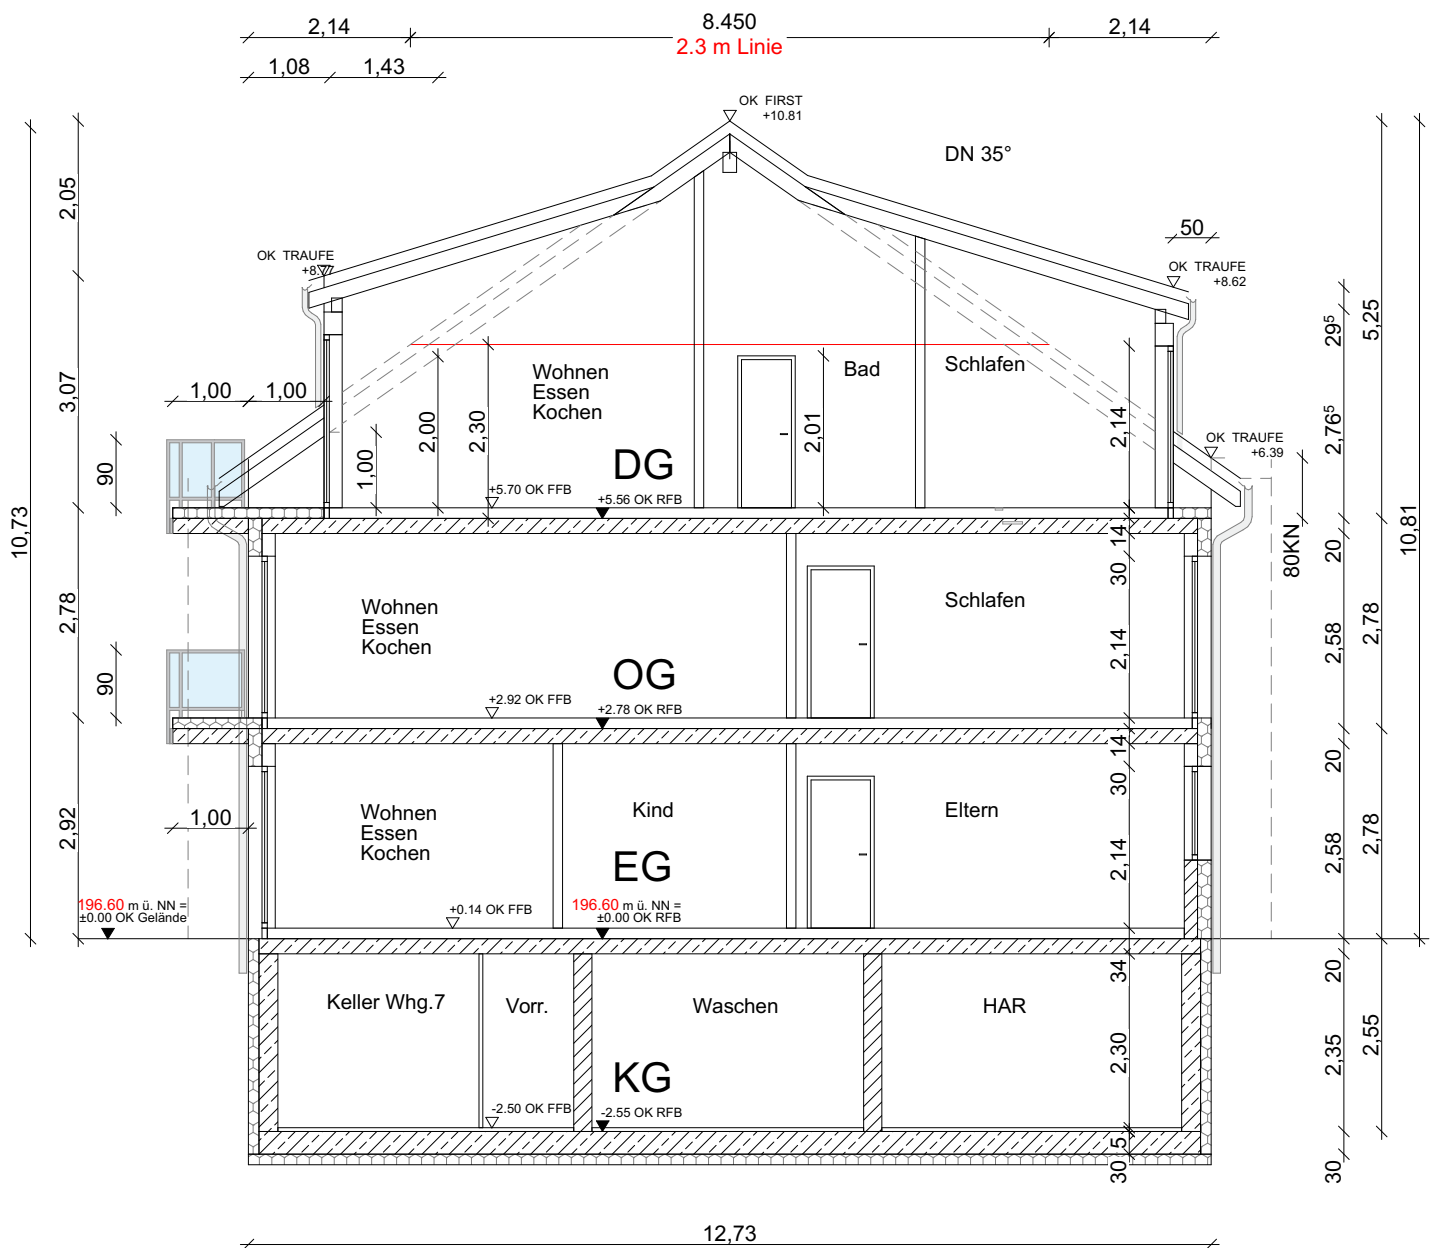 2,14
8.450
2.3 m Linie
2,14
1,08
1,43
OK FIRST
+10.81
DN 35°
2,05
50
OK TRAUFE
OK TRAUFE
+8.62
29⁵
5,25
3,07
1,00
1,00
Wohnen
Essen
Kochen
Bad
Schlafen
2,00
2,30
2,01
2,14
2,76⁵
OK TRAUFE
+6.39
90
1,00
DG
+5.70 OK FFB
+5.56 OK RFB
10,73
10,81
80KN
14
20
30
2,78
Wohnen
Essen
Kochen
Schlafen
2,14
2,58
2,78
90
OG
+2.92 OK FFB
+2.78 OK RFB
14
20
30
2,92
1,00
Wohnen
Essen
Kochen
Kind
Eltern
2,14
2,58
2,78
EG
196.60 m ü. NN =
±0.00 OK Gelände
+0.14 OK FFB
196.60 m ü. NN =
±0.00 OK RFB
34
20
Keller Whg.7
Vorr.
Waschen
HAR
2,30
2,35
2,55
KG
-2.50 OK FFB
-2.55 OK RFB
5
30
30
12,73